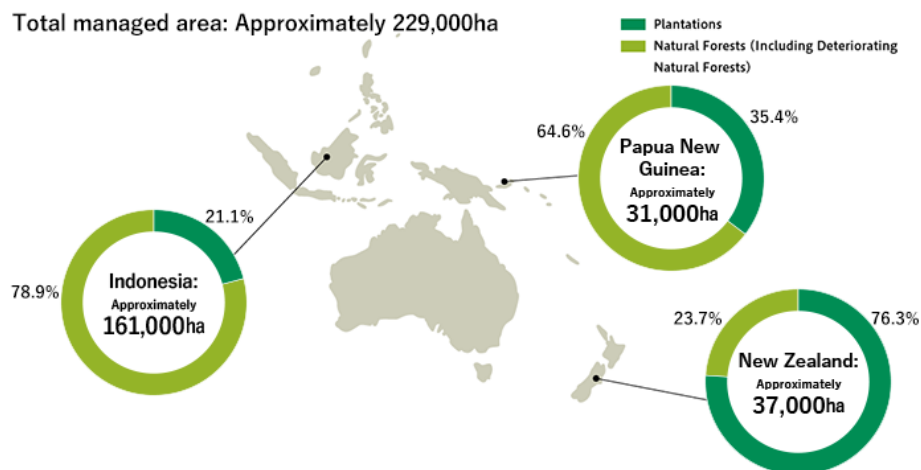 Total managed area: Approximately 229,000ha
Plantations
Natural Forests (Including Deteriorating
Natural Forests)
64.6%
35.4%
Papua New
Guinea:
Approximately
31,000ha
21.1%
78.9%
Indonesia:
Approximately
161,000ha
23.7%
76.3%
New Zealand:
Approximately
37,000ha